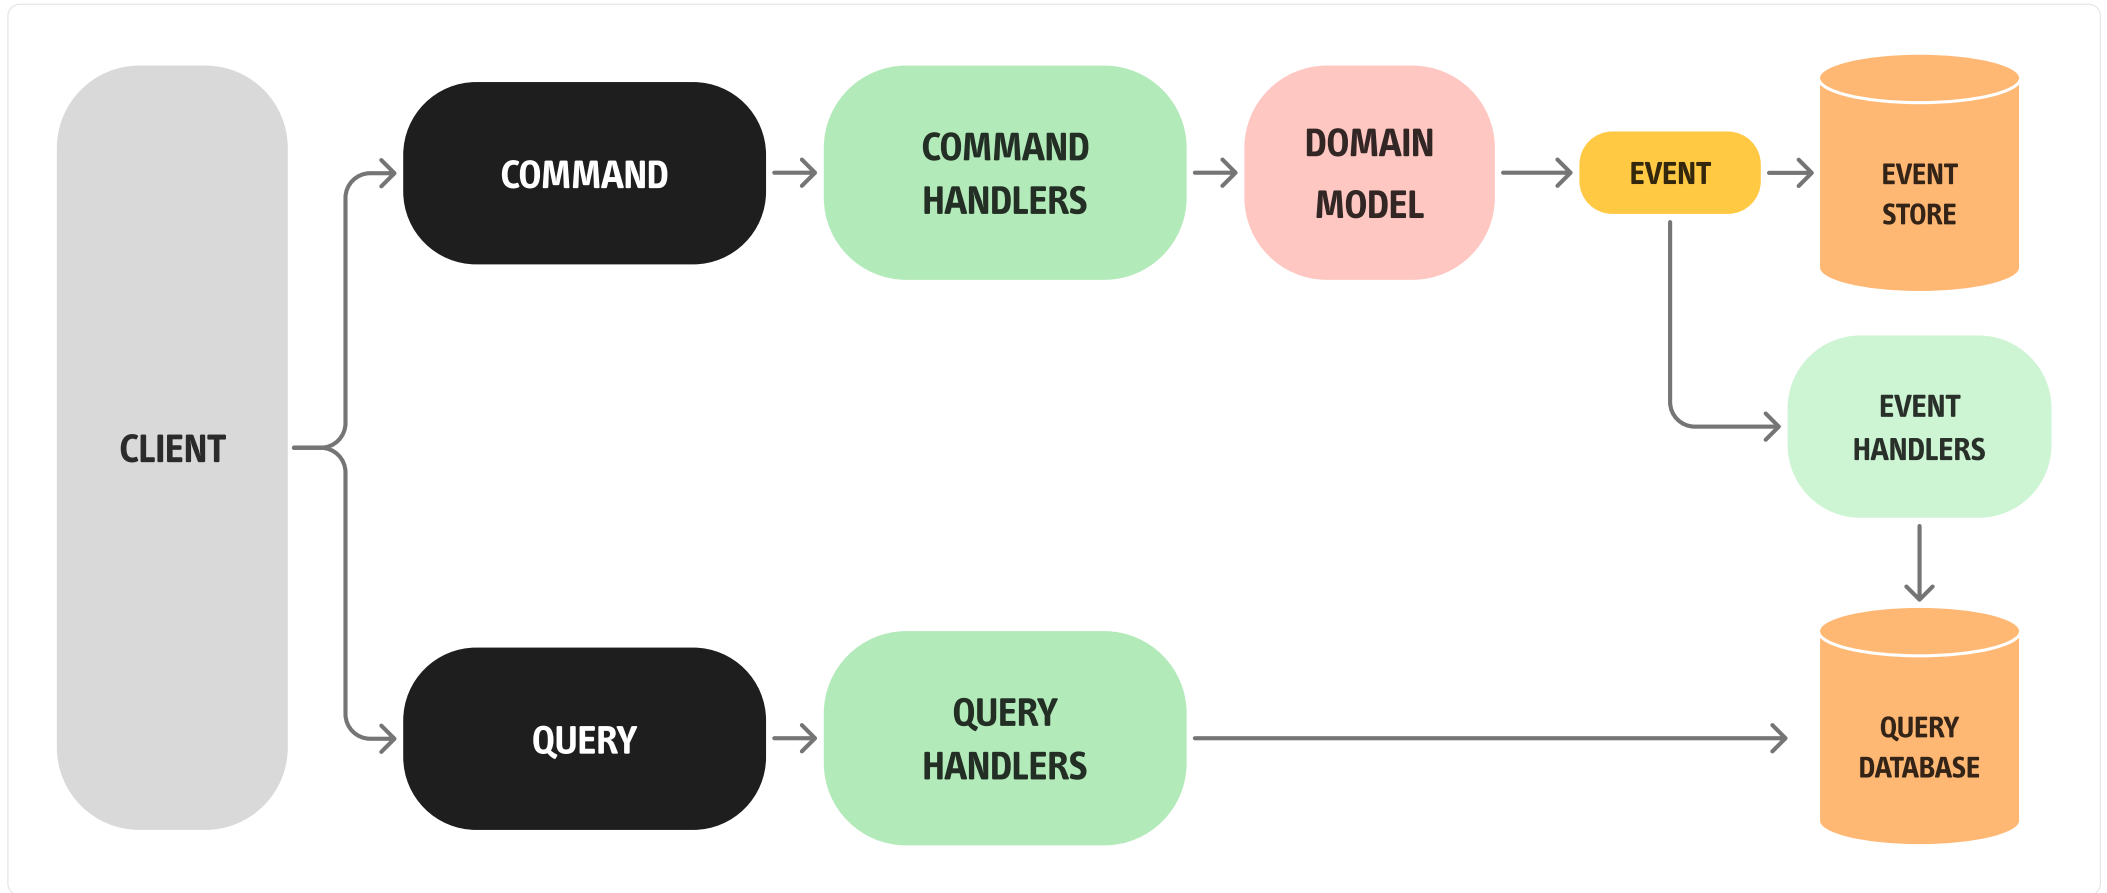 CLIENT
COMMAND
COMMAND
HANDLERS
DOMAIN
MODEL
EVENT
EVENT
STORE
EVENT
HANDLERS
QUERY
QUERY
HANDLERS
QUERY
DATABASE